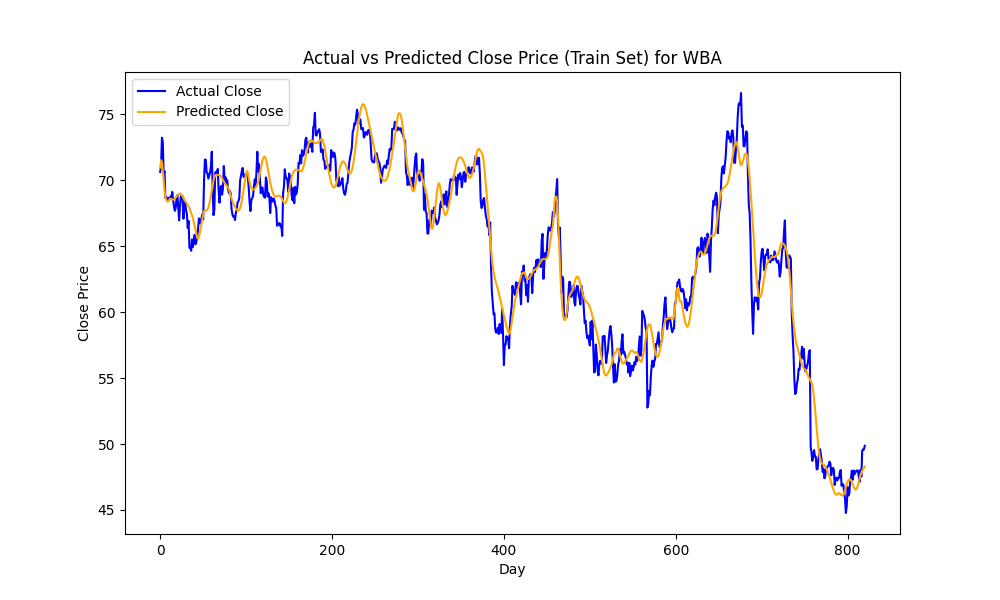 Actual vs Predicted Close Price (Train Set) for WBA
Actual Close
Predicted Close
75
70
65
60
55
50
45
Close Price
0 200 400 600 800
Day